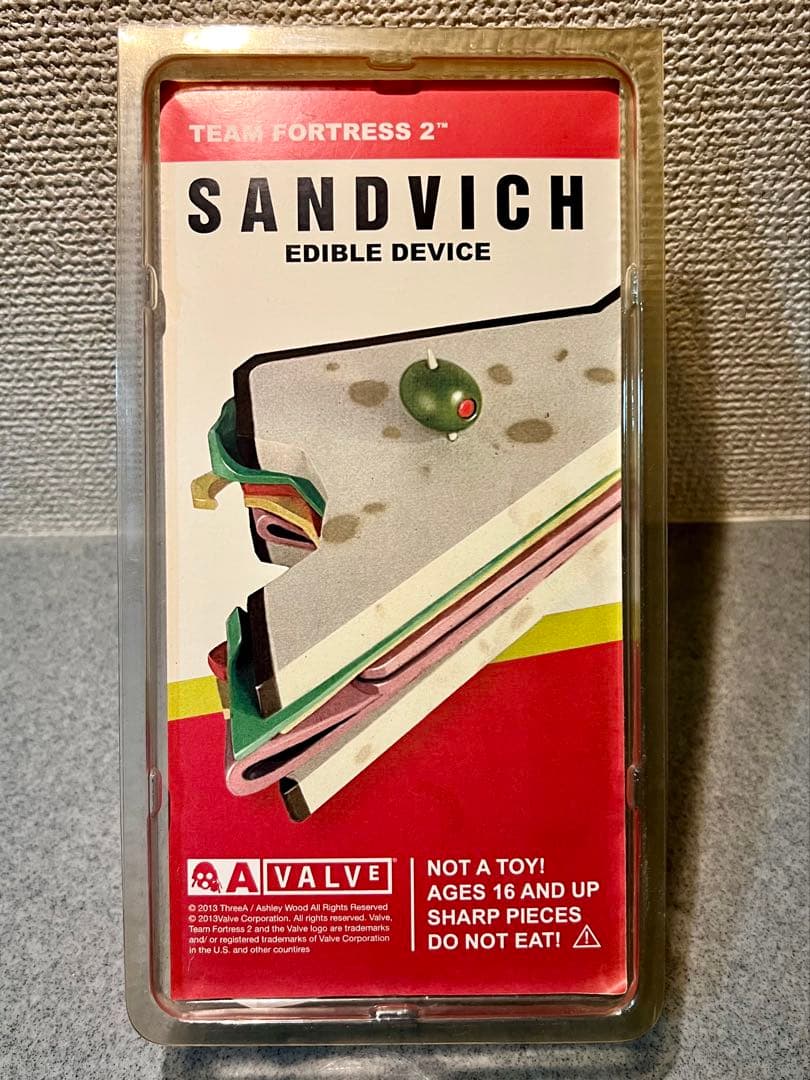 TEAM FORTRESS 2™
SANDVICH
EDIBLE DEVICE
A VALVE®
© 2013 ThreeA / Ashley Wood All Rights Reserved
© 2013Valve Corporation. All rights reserved. Valve,
Team Fortress 2 and the Valve logo are trademarks
and/ or registered trademarks of Valve Corporation
in the U.S. and other countires
NOT A TOY!
AGES 16 AND UP
SHARP PIECES
DO NOT EAT!